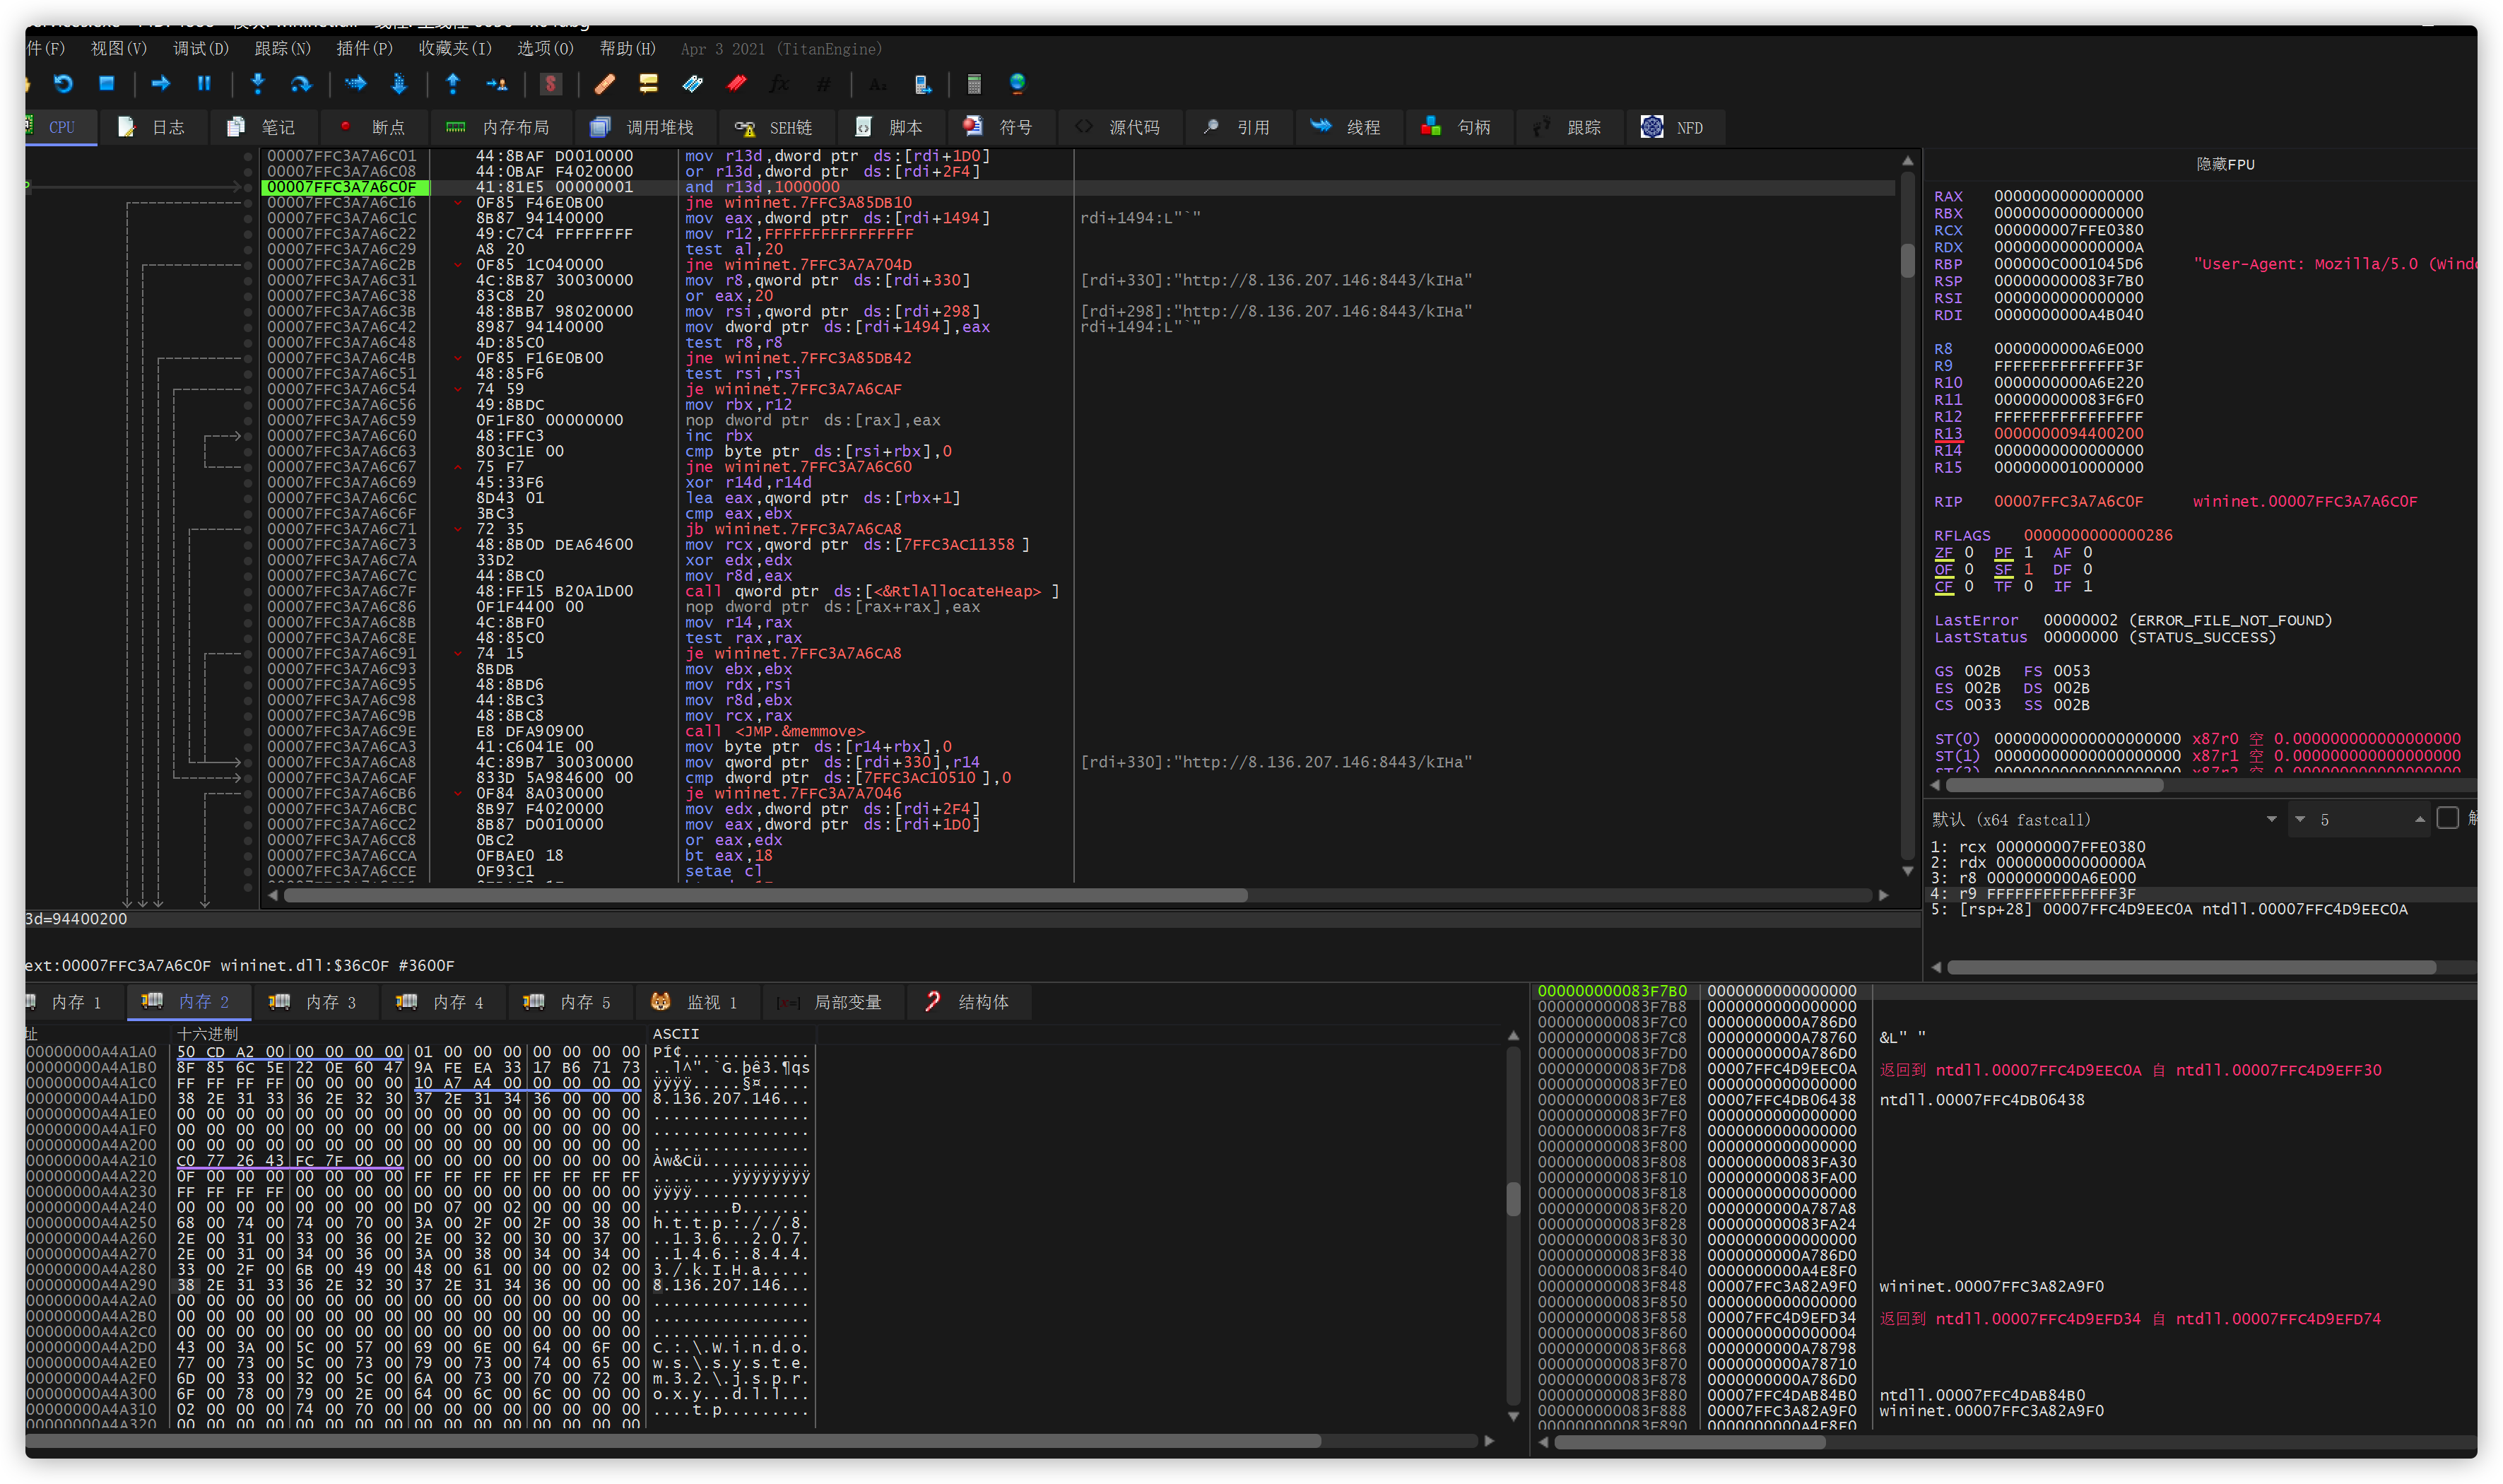 件(F) 视图(V) 调试(D) 跟踪(N) 插件(P) 收藏夹(I) 选项(O) 帮助(H) Apr 3 2021 (TitanEngine)
CPU 日志 笔记 断点 内存布局 调用堆栈 SEH链 脚本 符号 源代码 引用 线程 句柄 跟踪 NFD
00007FFC3A7A6C01 44:8BAF D0010000 mov r13d,dword ptr ds:[rdi+1D0]
00007FFC3A7A6C08 44:0BAF F4020000 or r13d,dword ptr ds:[rdi+2F4]
00007FFC3A7A6C0F 41:81E5 00000001 and r13d,1000000
00007FFC3A7A6C16 0F85 F46E0B00 jne wininet.7FFC3A85DB10
00007FFC3A7A6C1C 8B87 94140000 mov eax,dword ptr ds:[rdi+1494] rdi+1494:L"`"
00007FFC3A7A6C22 49:C7C4 FFFFFFFF mov r12,FFFFFFFFFFFFFFFF
00007FFC3A7A6C29 A8 20 test al,20
00007FFC3A7A6C2B 0F85 1C040000 jne wininet.7FFC3A7A704D
00007FFC3A7A6C31 4C:8B87 30030000 mov r8,qword ptr ds:[rdi+330] [rdi+330]:"http://8.136.207.146:8443/kIHa"
00007FFC3A7A6C38 83C8 20 or eax,20
00007FFC3A7A6C3B 48:8BB7 98020000 mov rsi,qword ptr ds:[rdi+298] [rdi+298]:"http://8.136.207.146:8443/kIHa"
00007FFC3A7A6C42 8987 94140000 mov dword ptr ds:[rdi+1494],eax rdi+1494:L"`"
00007FFC3A7A6C48 4D:85C0 test r8,r8
00007FFC3A7A6C4B 0F85 F16E0B00 jne wininet.7FFC3A85DB42
00007FFC3A7A6C51 48:85F6 test rsi,rsi
00007FFC3A7A6C54 74 59 je wininet.7FFC3A7A6CAF
00007FFC3A7A6C56 49:8BDC mov rbx,r12
00007FFC3A7A6C59 0F1F80 00000000 nop dword ptr ds:[rax],eax
00007FFC3A7A6C60 48:FFC3 inc rbx
00007FFC3A7A6C63 803C1E 00 cmp byte ptr ds:[rsi+rbx],0
00007FFC3A7A6C67 75 F7 jne wininet.7FFC3A7A6C60
00007FFC3A7A6C69 45:33F6 xor r14d,r14d
00007FFC3A7A6C6C 8D43 01 lea eax,qword ptr ds:[rbx+1]
00007FFC3A7A6C6F 3BC3 cmp eax,ebx
00007FFC3A7A6C71 72 35 jb wininet.7FFC3A7A6CA8
00007FFC3A7A6C73 48:8B0D DEA64600 mov rcx,qword ptr ds:[7FFC3AC11358]
00007FFC3A7A6C7A 33D2 xor edx,edx
00007FFC3A7A6C7C 44:8BC0 mov r8d,eax
00007FFC3A7A6C7F 48:FF15 B20A1D00 call qword ptr ds:[<&RtlAllocateHeap>]
00007FFC3A7A6C86 0F1F4400 00 nop dword ptr ds:[rax+rax],eax
00007FFC3A7A6C8B 4C:8BF0 mov r14,rax
00007FFC3A7A6C8E 48:85C0 test rax,rax
00007FFC3A7A6C91 74 15 je wininet.7FFC3A7A6CA8
00007FFC3A7A6C93 8BDB mov ebx,ebx
00007FFC3A7A6C95 48:8BD6 mov rdx,rsi
00007FFC3A7A6C98 44:8BC3 mov r8d,ebx
00007FFC3A7A6C9B 48:8BC8 mov rcx,rax
00007FFC3A7A6C9E E8 DFA90900 call <JMP.&memmove>
00007FFC3A7A6CA3 41:C6041E 00 mov byte ptr ds:[r14+rbx],0
00007FFC3A7A6CA8 4C:89B7 30030000 mov qword ptr ds:[rdi+330],r14 [rdi+330]:"http://8.136.207.146:8443/kIHa"
00007FFC3A7A6CAF 833D 5A984600 00 cmp dword ptr ds:[7FFC3AC10510],0
00007FFC3A7A6CB6 0F84 8A030000 je wininet.7FFC3A7A7046
00007FFC3A7A6CBC 8B97 F4020000 mov edx,dword ptr ds:[rdi+2F4]
00007FFC3A7A6CC2 8B87 D0010000 mov eax,dword ptr ds:[rdi+1D0]
00007FFC3A7A6CC8 0BC2 or eax,edx
00007FFC3A7A6CCA 0FBAE0 18 bt eax,18
00007FFC3A7A6CCE 0F93C1 setae cl
3d=94400200
ext:00007FFC3A7A6C0F wininet.dll:$36C0F #3600F
隐藏FPU
RAX 0000000000000000
RBX 0000000000000000
RCX 000000007FFE0380
RDX 000000000000000A
RBP 000000C0001045D6 "User-Agent: Mozilla/5.0 (Wind
RSP 000000000083F7B0
RSI 0000000000000000
RDI 0000000000A4B040
R8 0000000000A6E000
R9 FFFFFFFFFFFFFF3F
R10 0000000000A6E220
R11 000000000083F6F0
R12 FFFFFFFFFFFFFFFF
R13 0000000094400200
R14 0000000000000000
R15 0000000010000000
RIP 00007FFC3A7A6C0F wininet.00007FFC3A7A6C0F
RFLAGS 0000000000000286
ZF 0 PF 1 AF 0
OF 0 SF 1 DF 0
CF 0 TF 0 IF 1
LastError 00000002 (ERROR_FILE_NOT_FOUND)
LastStatus 00000000 (STATUS_SUCCESS)
GS 002B FS 0053
ES 002B DS 002B
CS 0033 SS 002B
ST(0) 00000000000000000000 x87r0 空 0.000000000000000000
ST(1) 00000000000000000000 x87r1 空 0.000000000000000000
默认 (x64 fastcall) 5
1: rcx 000000007FFE0380
2: rdx 000000000000000A
3: r8 0000000000A6E000
4: r9 FFFFFFFFFFFFFF3F
5: [rsp+28] 00007FFC4D9EEC0A ntdll.00007FFC4D9EEC0A
内存 1 内存 2 内存 3 内存 4 内存 5 监视 1 局部变量 结构体
址 十六进制 ASCII
00000000A4A1A0 50 CD A2 00 00 00 00 00 01 00 00 00 00 00 00 00 PÍ¢.............
00000000A4A1B0 8F 85 6C 5E 22 0E 60 47 9A FE EA 33 17 B6 71 73 ..l^".`G.þê3.¶qs
00000000A4A1C0 FF FF FF FF 00 00 00 00 10 A7 A4 00 00 00 00 00 ÿÿÿÿ.....§¤.....
00000000A4A1D0 38 2E 31 33 36 2E 32 30 37 2E 31 34 36 00 00 00 8.136.207.146...
00000000A4A1E0 00 00 00 00 00 00 00 00 00 00 00 00 00 00 00 00 ................
00000000A4A1F0 00 00 00 00 00 00 00 00 00 00 00 00 00 00 00 00 ................
00000000A4A200 00 00 00 00 00 00 00 00 00 00 00 00 00 00 00 00 ................
00000000A4A210 C0 77 26 43 FC 7F 00 00 00 00 00 00 00 00 00 00 Àw&Cü...........
00000000A4A220 0F 00 00 00 00 00 00 00 FF FF FF FF FF FF FF FF ........ÿÿÿÿÿÿÿÿ
00000000A4A230 FF FF FF FF 00 00 00 00 00 00 00 00 00 00 00 00 ÿÿÿÿ............
00000000A4A240 00 00 00 00 00 00 00 00 D0 07 00 02 00 00 00 00 ........Ð.......
00000000A4A250 68 00 74 00 74 00 70 00 3A 00 2F 00 2F 00 38 00 h.t.t.p.:././.8.
00000000A4A260 2E 00 31 00 33 00 36 00 2E 00 32 00 30 00 37 00 ..1.3.6...2.0.7.
00000000A4A270 2E 00 31 00 34 00 36 00 3A 00 38 00 34 00 34 00 ..1.4.6.:.8.4.4.
00000000A4A280 33 00 2F 00 6B 00 49 00 48 00 61 00 00 00 02 00 3./.k.I.H.a.....
00000000A4A290 38 2E 31 33 36 2E 32 30 37 2E 31 34 36 00 00 00 8.136.207.146...
00000000A4A2A0 00 00 00 00 00 00 00 00 00 00 00 00 00 00 00 00 ................
00000000A4A2B0 00 00 00 00 00 00 00 00 00 00 00 00 00 00 00 00 ................
00000000A4A2C0 00 00 00 00 00 00 00 00 00 00 00 00 00 00 00 00 ................
00000000A4A2D0 43 00 3A 00 5C 00 57 00 69 00 6E 00 64 00 6F 00 C.:.\.W.i.n.d.o.
00000000A4A2E0 77 00 73 00 5C 00 73 00 79 00 73 00 74 00 65 00 w.s.\.s.y.s.t.e.
00000000A4A2F0 6D 00 33 00 32 00 5C 00 6A 00 73 00 70 00 72 00 m.3.2.\.j.s.p.r.
00000000A4A300 6F 00 78 00 79 00 2E 00 64 00 6C 00 6C 00 00 00 o.x.y...d.l.l...
00000000A4A310 02 00 00 00 74 00 70 00 00 00 00 00 00 00 00 00 ....t.p.........
00000000A4A320 00 00 00 00 00 00 00 00 00 00 00 00 00 00 00 00
000000000083F7B0 0000000000000000
000000000083F7B8 0000000000000000
000000000083F7C0 0000000000A786D0
000000000083F7C8 0000000000A78760 &L" "
000000000083F7D0 0000000000A786D0
000000000083F7D8 00007FFC4D9EEC0A 返回到 ntdll.00007FFC4D9EEC0A 自 ntdll.00007FFC4D9EFF30
000000000083F7E0 0000000000000000
000000000083F7E8 00007FFC4DB06438 ntdll.00007FFC4DB06438
000000000083F7F0 0000000000000000
000000000083F7F8 0000000000000000
000000000083F800 0000000000000000
000000000083F808 000000000083FA30
000000000083F810 000000000083FA00
000000000083F818 0000000000000000
000000000083F820 0000000000A787A8
000000000083F828 000000000083FA24
000000000083F830 0000000000000000
000000000083F838 0000000000A786D0
000000000083F840 0000000000A4E8F0
000000000083F848 00007FFC3A82A9F0 wininet.00007FFC3A82A9F0
000000000083F850 0000000000000000
000000000083F858 00007FFC4D9EFD34 返回到 ntdll.00007FFC4D9EFD34 自 ntdll.00007FFC4D9EFD74
000000000083F860 0000000000000004
000000000083F868 0000000000A78798
000000000083F870 0000000000A78710
000000000083F878 0000000000A786D0
000000000083F880 00007FFC4DAB84B0 ntdll.00007FFC4DAB84B0
000000000083F888 00007FFC3A82A9F0 wininet.00007FFC3A82A9F0
000000000083F890 0000000000A4E8F0